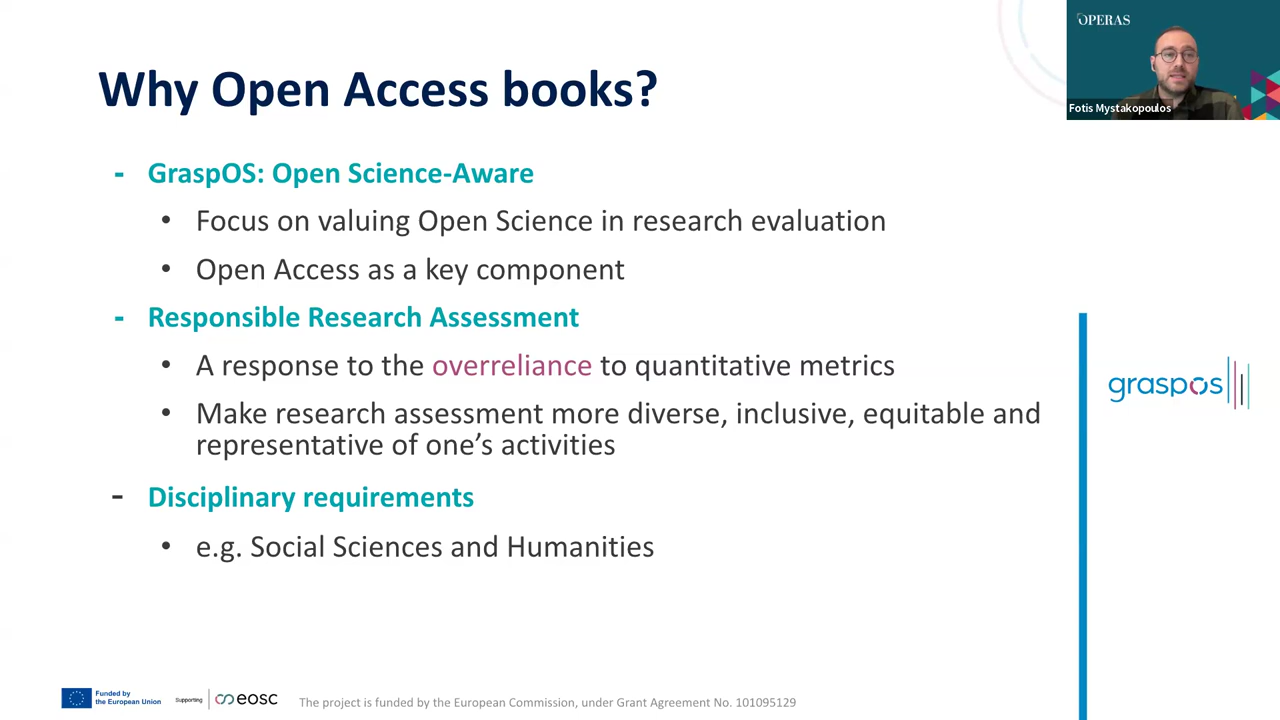 OPERAS
Fotis Mystakopoulos
Why Open Access books?
- GraspOS: Open Science-Aware
• Focus on valuing Open Science in research evaluation
• Open Access as a key component
- Responsible Research Assessment
• A response to the overreliance to quantitative metrics
• Make research assessment more diverse, inclusive, equitable and
representative of one’s activities
- Disciplinary requirements
• e.g. Social Sciences and Humanities
graspos
Funded by
the European Union
Supporting
eosc
The project is funded by the European Commission, under Grant Agreement No. 101095129